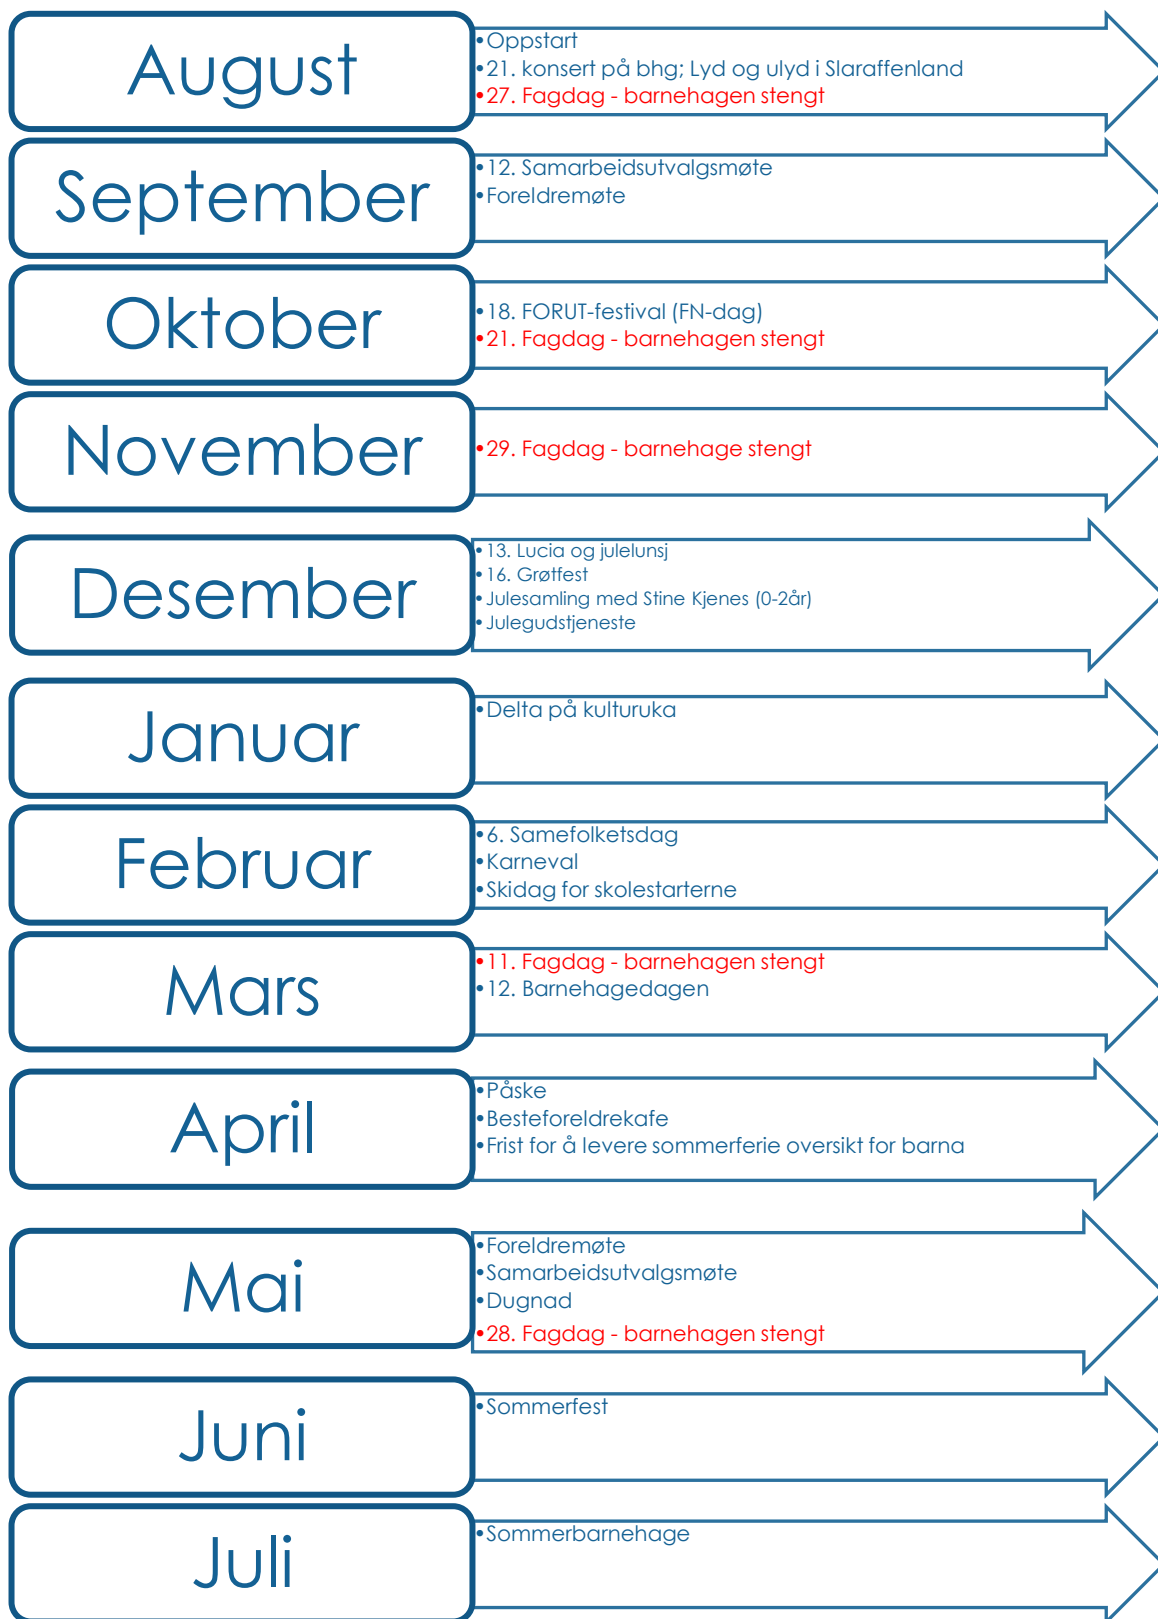 August
•Oppstart
•21. konsert på bhg; Lyd og ulyd i Slaraffenland
•27. Fagdag - barnehagen stengt
September
•12. Samarbeidsutvalgsmøte
•Foreldremøte
Oktober
•18. FORUT-festival (FN-dag)
•21. Fagdag - barnehagen stengt
November
•29. Fagdag - barnehage stengt
Desember
•13. Lucia og julelunsj
•16. Grøtfest
•Julesamling med Stine Kjenes (0-2år)
•Julegudstjeneste
Januar
•Delta på kulturuka
Februar
•6. Samefolketsdag
•Karneval
•Skidag for skolestarterne
Mars
•11. Fagdag - barnehagen stengt
•12. Barnehagedagen
April
•Påske
•Besteforeldrekafe
•Frist for å levere sommerferie oversikt for barna
Mai
•Foreldremøte
•Samarbeidsutvalgsmøte
•Dugnad
•28. Fagdag - barnehagen stengt
Juni
•Sommerfest
Juli
•Sommerbarnehage